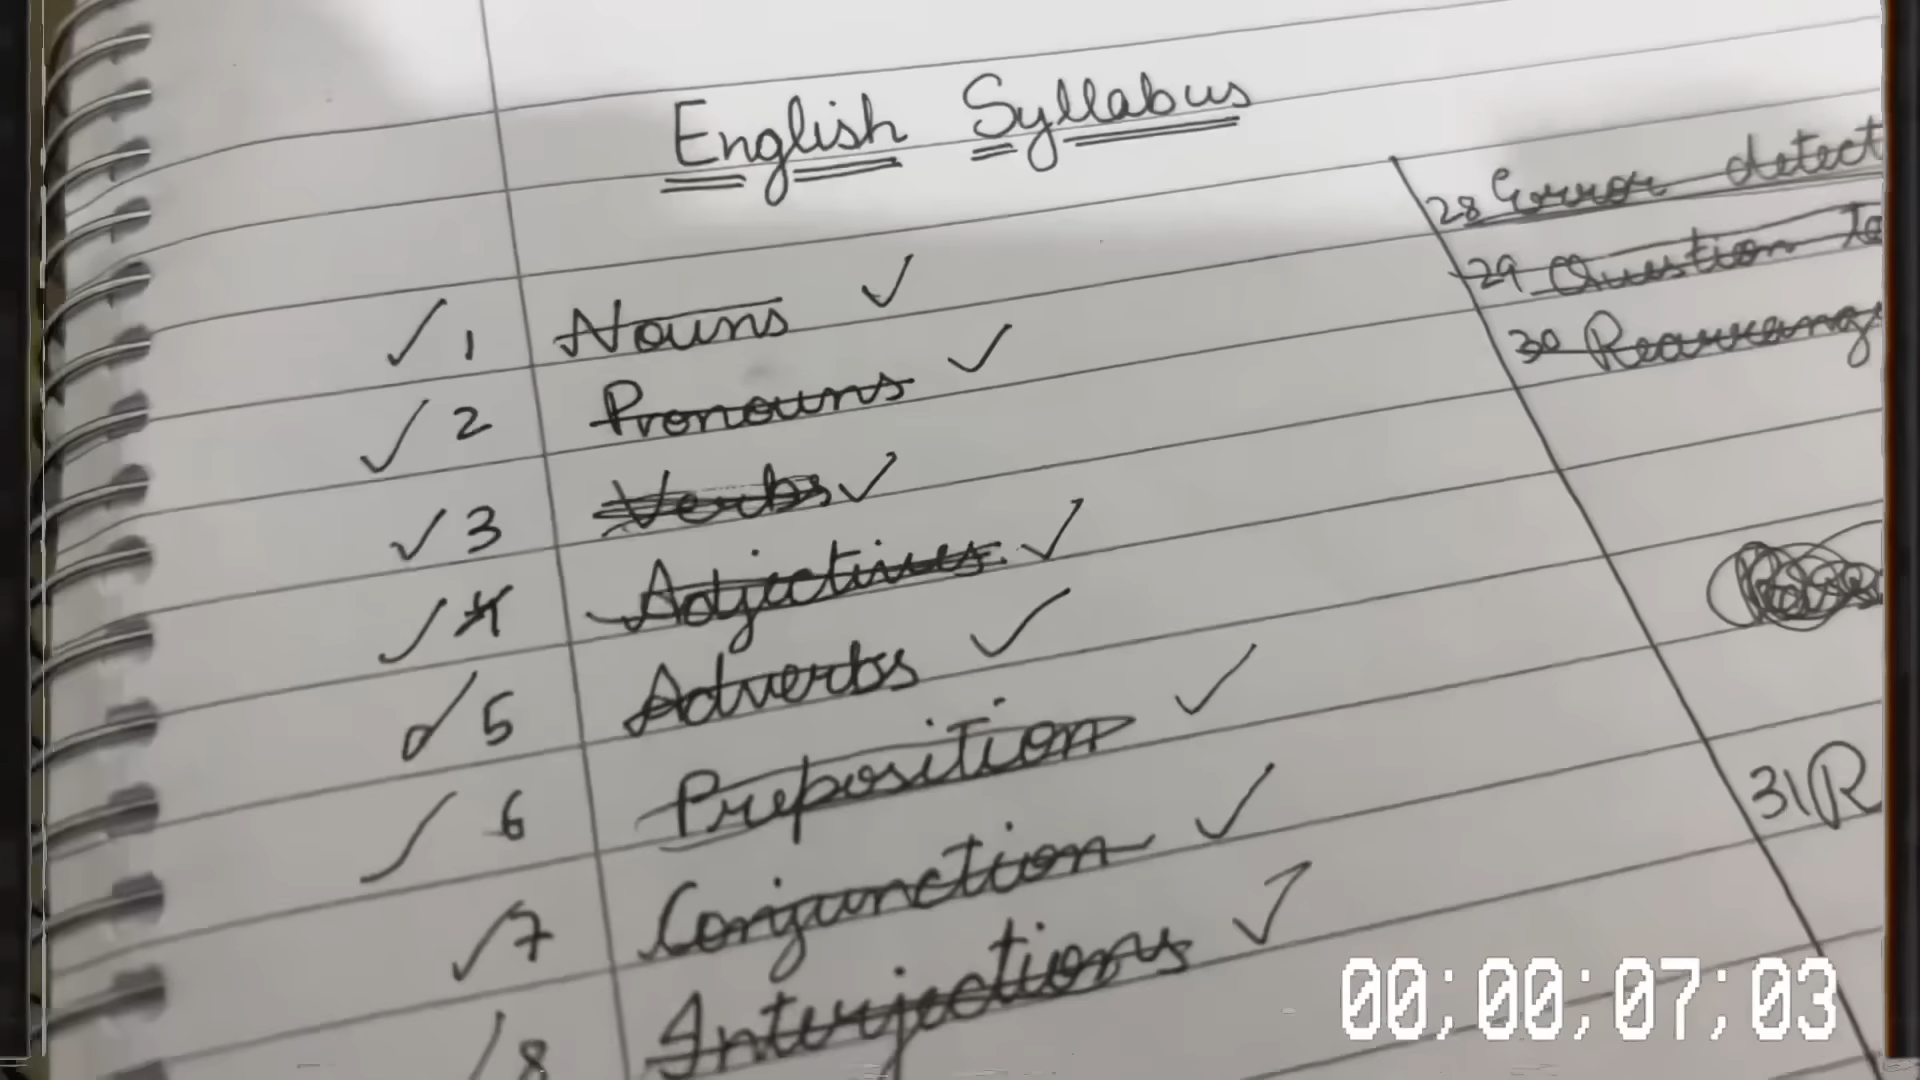 English Syllabus
1 Nouns
2 Pronouns
3 Verbs
4 Adjectives
5 Adverbs
6 Preposition
7 Conjunction
8 Interjections
28 Error detect
29 Question ta
30 Rearrang
31 R
00;00;07;03